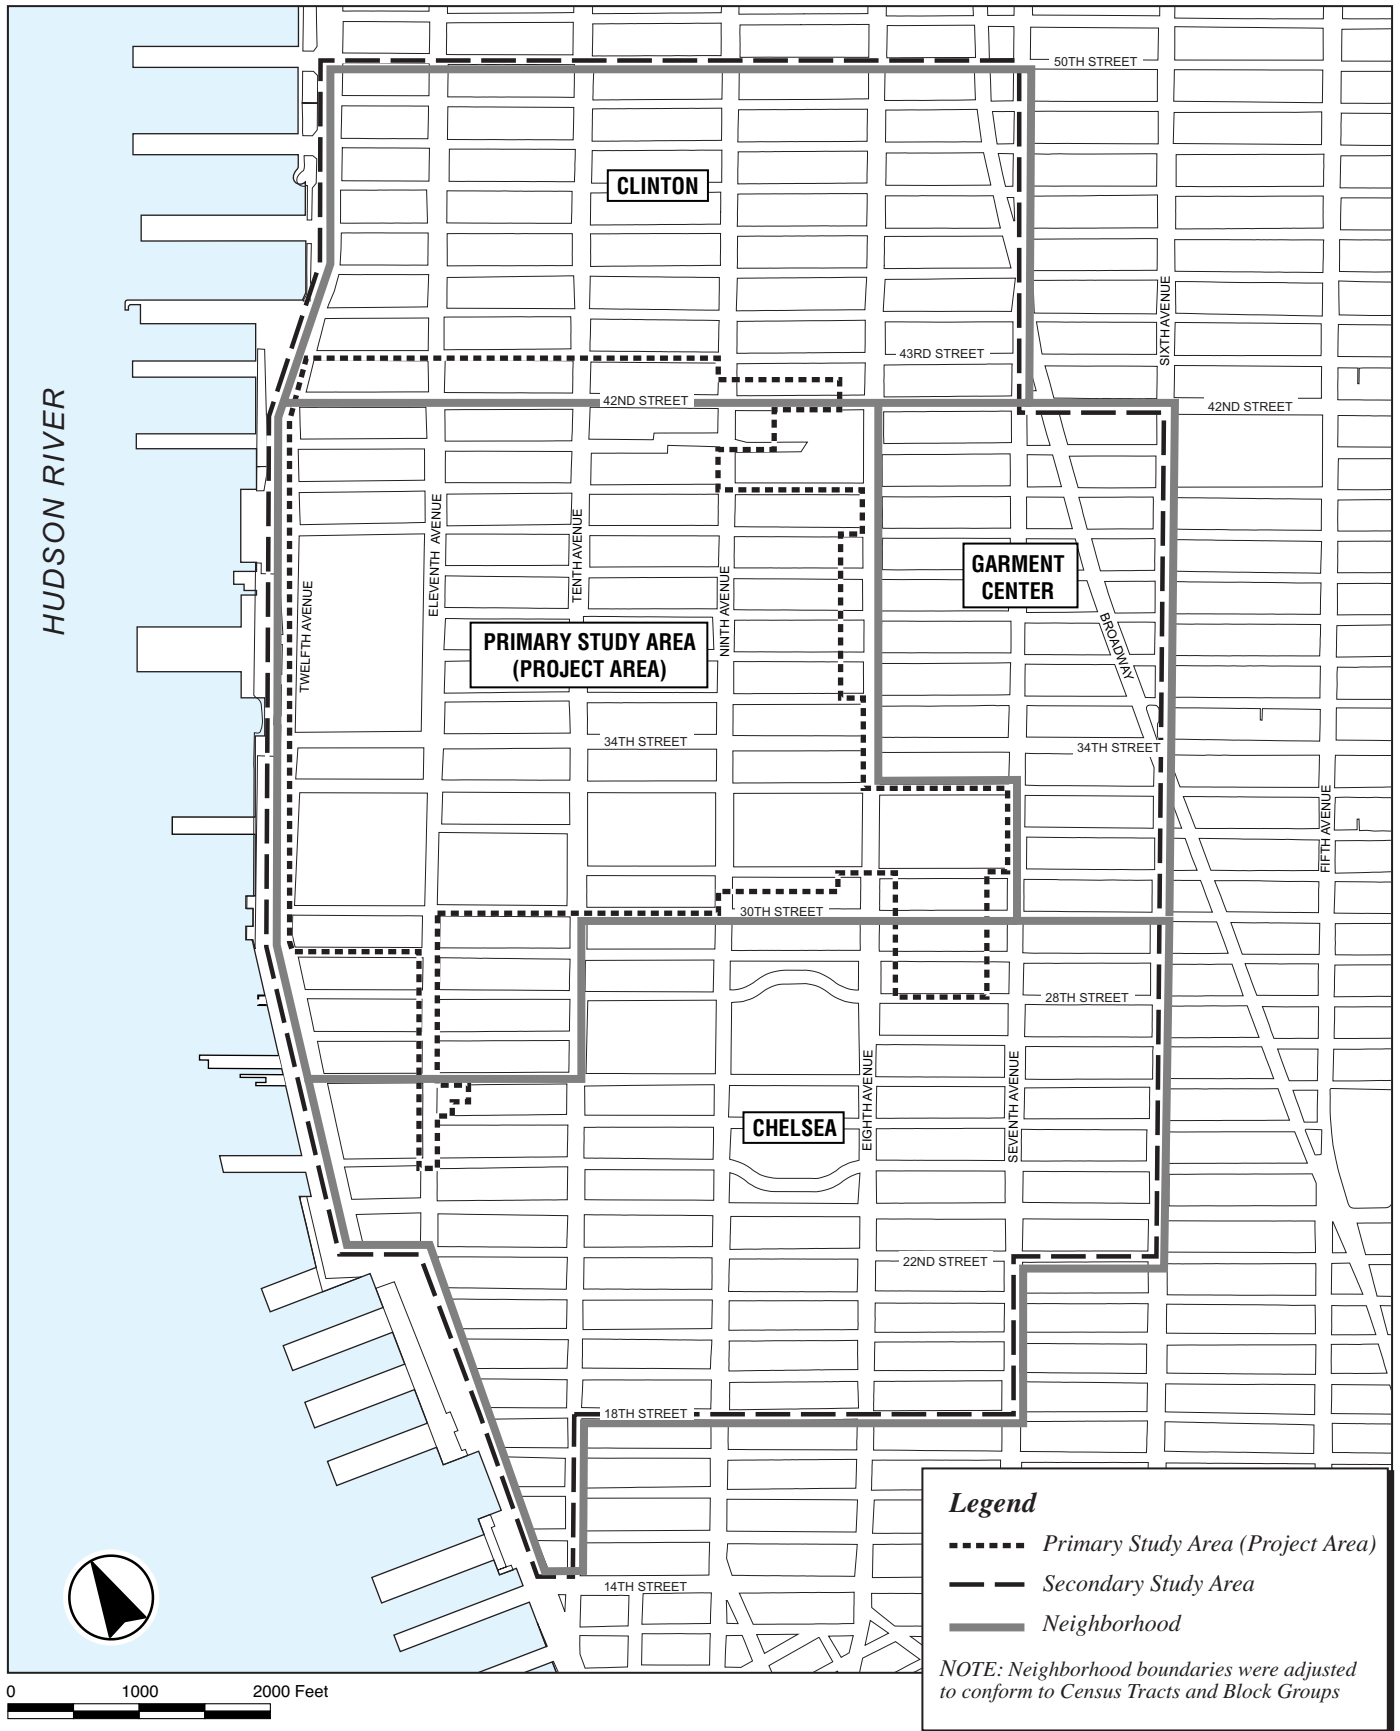 50TH STREET
CLINTON
SIXTH AVENUE
43RD STREET
42ND STREET
42ND STREET
HUDSON RIVER
ELEVENTH AVENUE
TENTH AVENUE
GARMENT
CENTER
NINTH AVENUE
TWELFTH AVENUE
BROADWAY
PRIMARY STUDY AREA
(PROJECT AREA)
34TH STREET
34TH STREET
FIFTH AVENUE
30TH STREET
28TH STREET
EIGHTH AVENUE
SEVENTH AVENUE
CHELSEA
22ND STREET
18TH STREET
14TH STREET
Legend
Primary Study Area (Project Area)
Secondary Study Area
Neighborhood
NOTE: Neighborhood boundaries were adjusted
to conform to Census Tracts and Block Groups
0 1000 2000 Feet